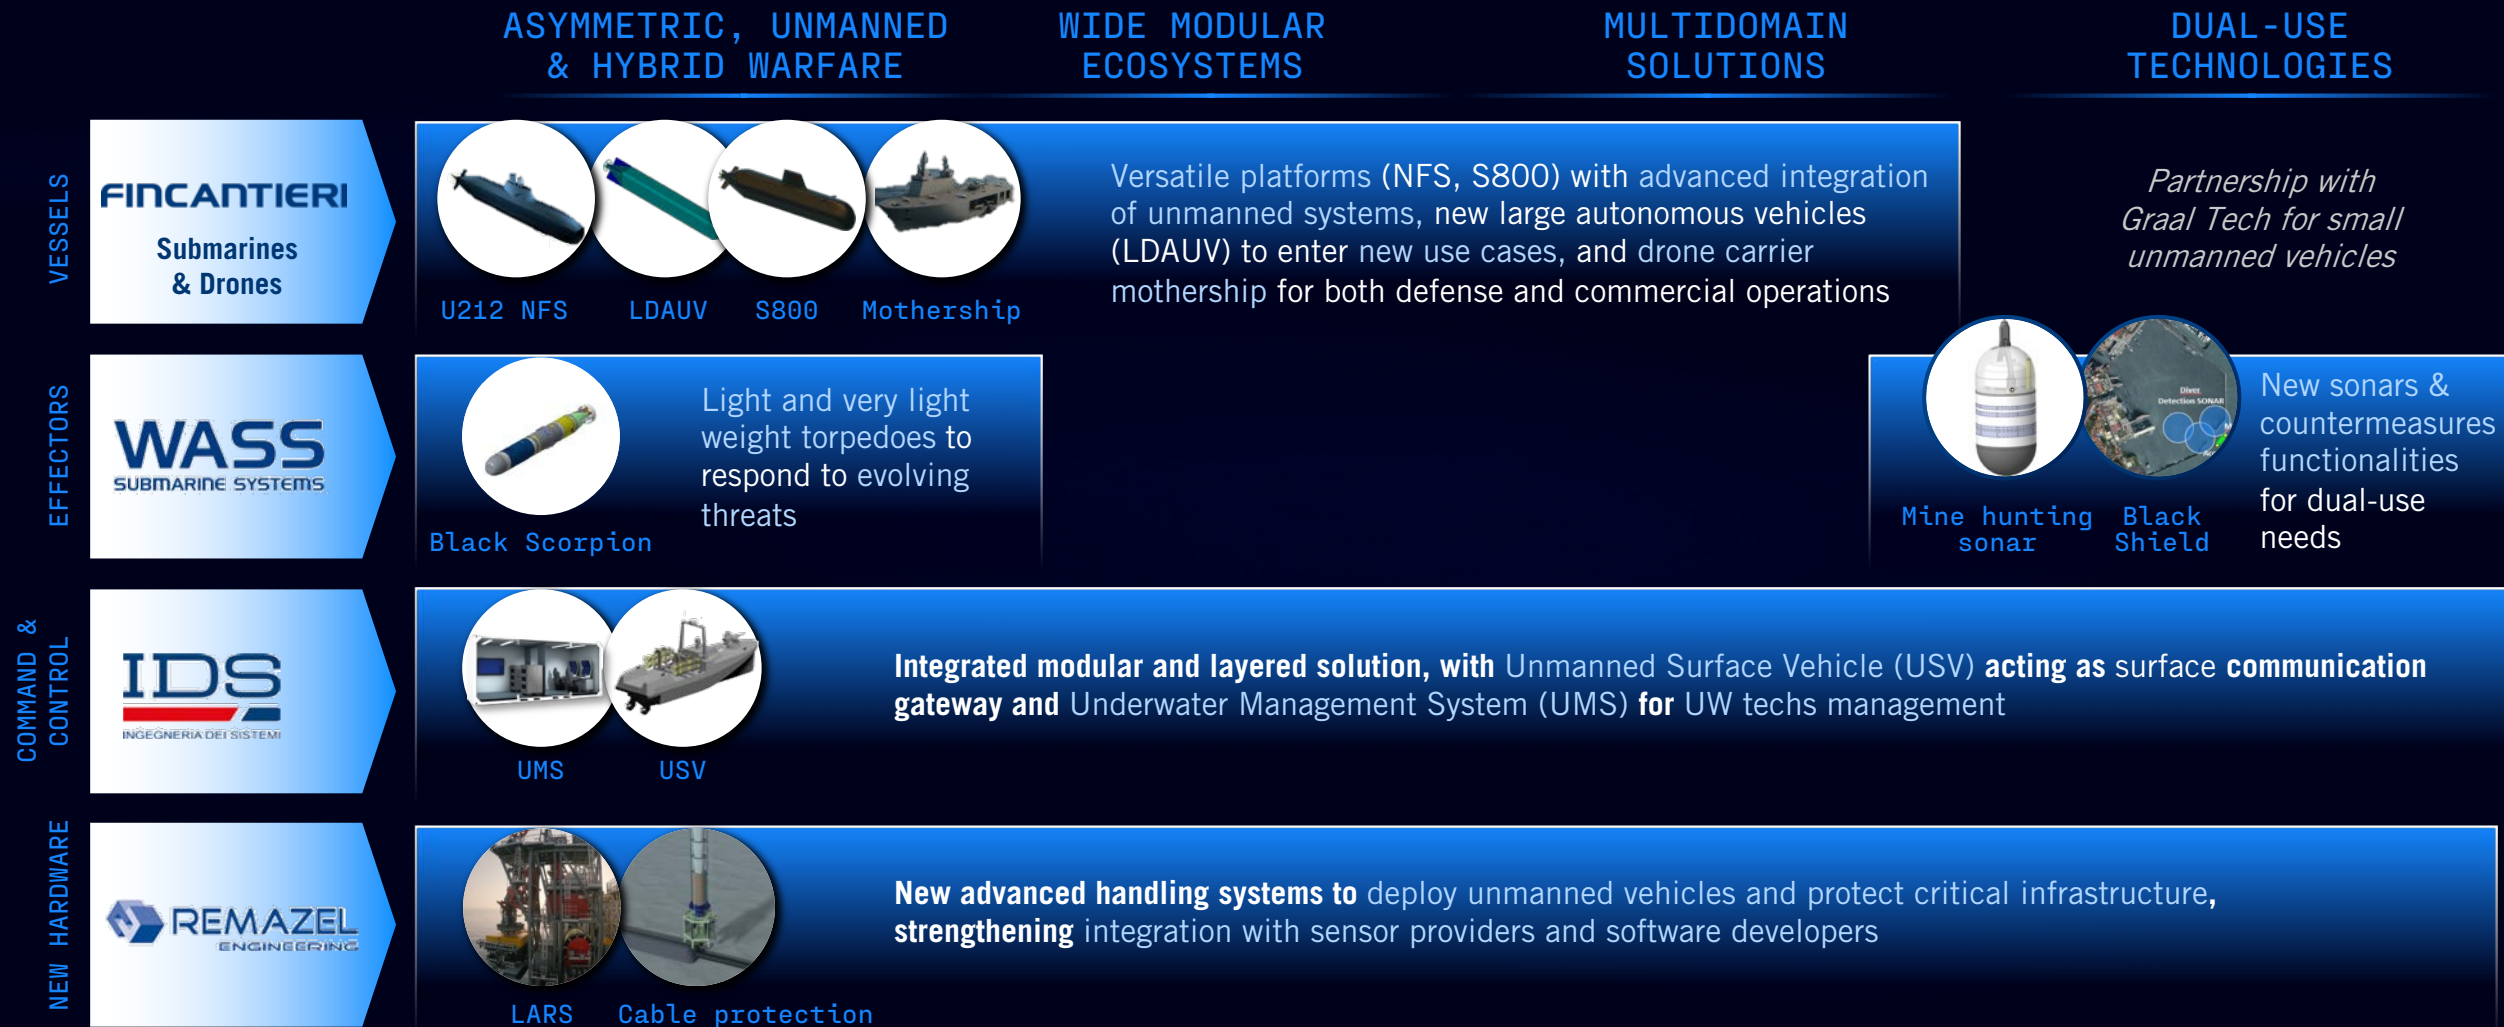 ASYMMETRIC, UNMANNED
& HYBRID WARFARE
WIDE MODULAR
ECOSYSTEMS
MULTIDOMAIN
SOLUTIONS
DUAL-USE
TECHNOLOGIES
VESSELS
FINCANTIERI
Submarines
& Drones
U212 NFS
LDAUV
S800
Mothership
Versatile platforms (NFS, S800) with advanced integration
of unmanned systems, new large autonomous vehicles
(LDAUV) to enter new use cases, and drone carrier
mothership for both defense and commercial operations
Partnership with
Graal Tech for small
unmanned vehicles
EFFECTORS
WASS
SUBMARINE SYSTEMS
Black Scorpion
Light and very light
weight torpedoes to
respond to evolving
threats
Diver
Detection SONAR
Mine hunting
sonar
Black
Shield
New sonars &
countermeasures
functionalities
for dual-use
needs
COMMAND &
CONTROL
IDS
INGEGNERIA DEI SISTEMI
UMS
USV
Integrated modular and layered solution, with Unmanned Surface Vehicle (USV) acting as surface communication
gateway and Underwater Management System (UMS) for UW techs management
NEW HARDWARE
REMAZEL
ENGINEERING
LARS
Cable protection
New advanced handling systems to deploy unmanned vehicles and protect critical infrastructure,
strengthening integration with sensor providers and software developers